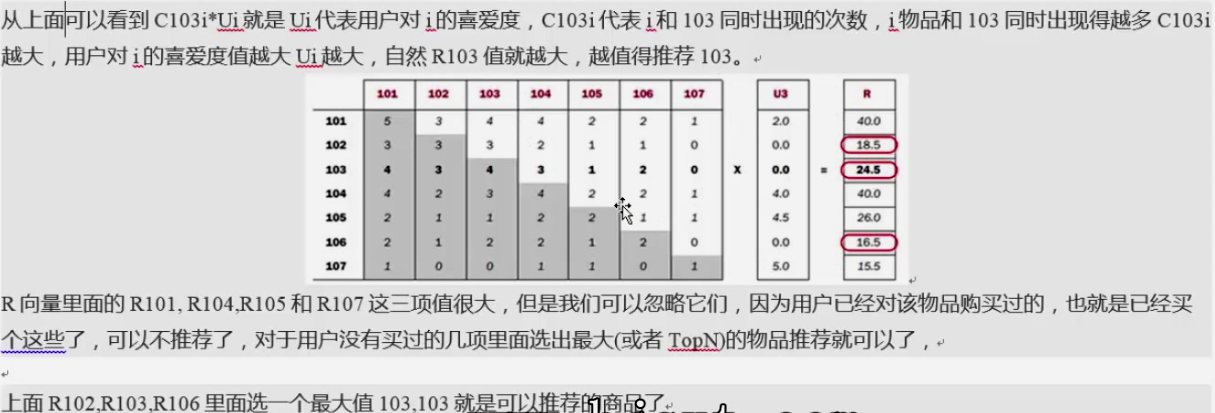 从上面可以看到 C103i*Ui 就是 Ui 代表用户对 i 的喜爱度，C103i 代表 i 和 103 同时出现的次数，i 物品和 103 同时出现得越多 C103i
越大，用户对 i 的喜爱度值越大 Ui 越大，自然 R103 值就越大，越值得推荐 103。
101 102 103 104 105 106 107 U3 R
101 5 3 4 4 2 2 1 2.0 40.0
102 3 3 3 2 1 1 0 0.0 18.5
103 4 3 4 3 1 2 0 X 0.0 = 24.5
104 4 2 3 4 2 2 1 4.0 40.0
105 2 1 1 2 2 1 1 4.5 26.0
106 2 1 2 2 1 2 0 0.0 16.5
107 1 0 0 1 1 0 1 5.0 15.5
R 向量里面的 R101, R104,R105 和 R107 这三项值很大，但是我们可以忽略它们，因为用户已经对该物品购买过的，也就是已经买
个这些了，可以不推荐了，对于用户没有买过的几项里面选出最大(或者 TopN)的物品推荐就可以了，
上面 R102,R103,R106 里面选一个最大值 103,103 就是可以推荐的商品了